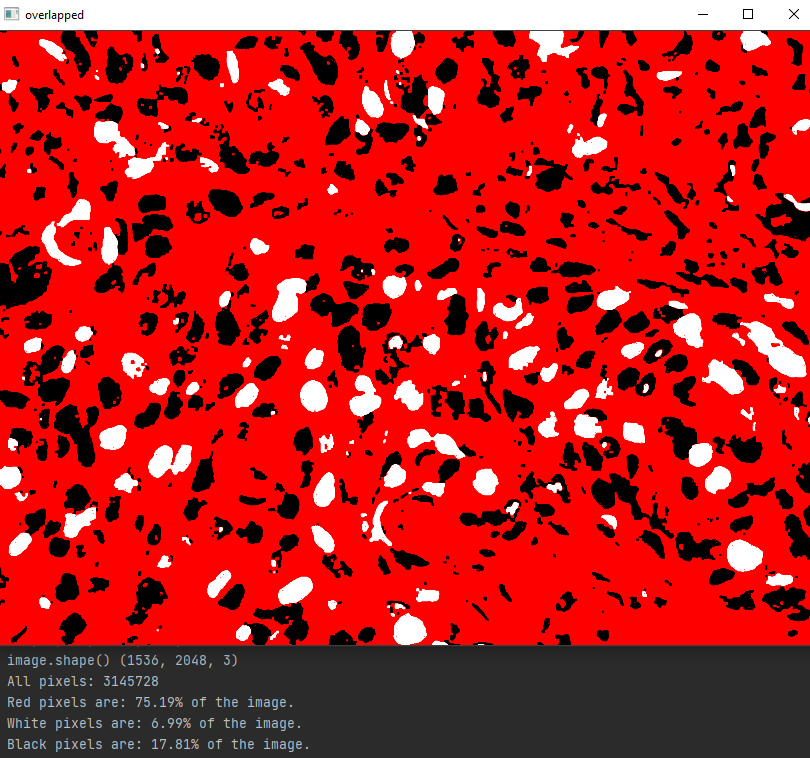 overlapped
image.shape() (1536, 2048, 3)
All pixels: 3145728
Red pixels are: 75.19% of the image.
White pixels are: 6.99% of the image.
Black pixels are: 17.81% of the image.